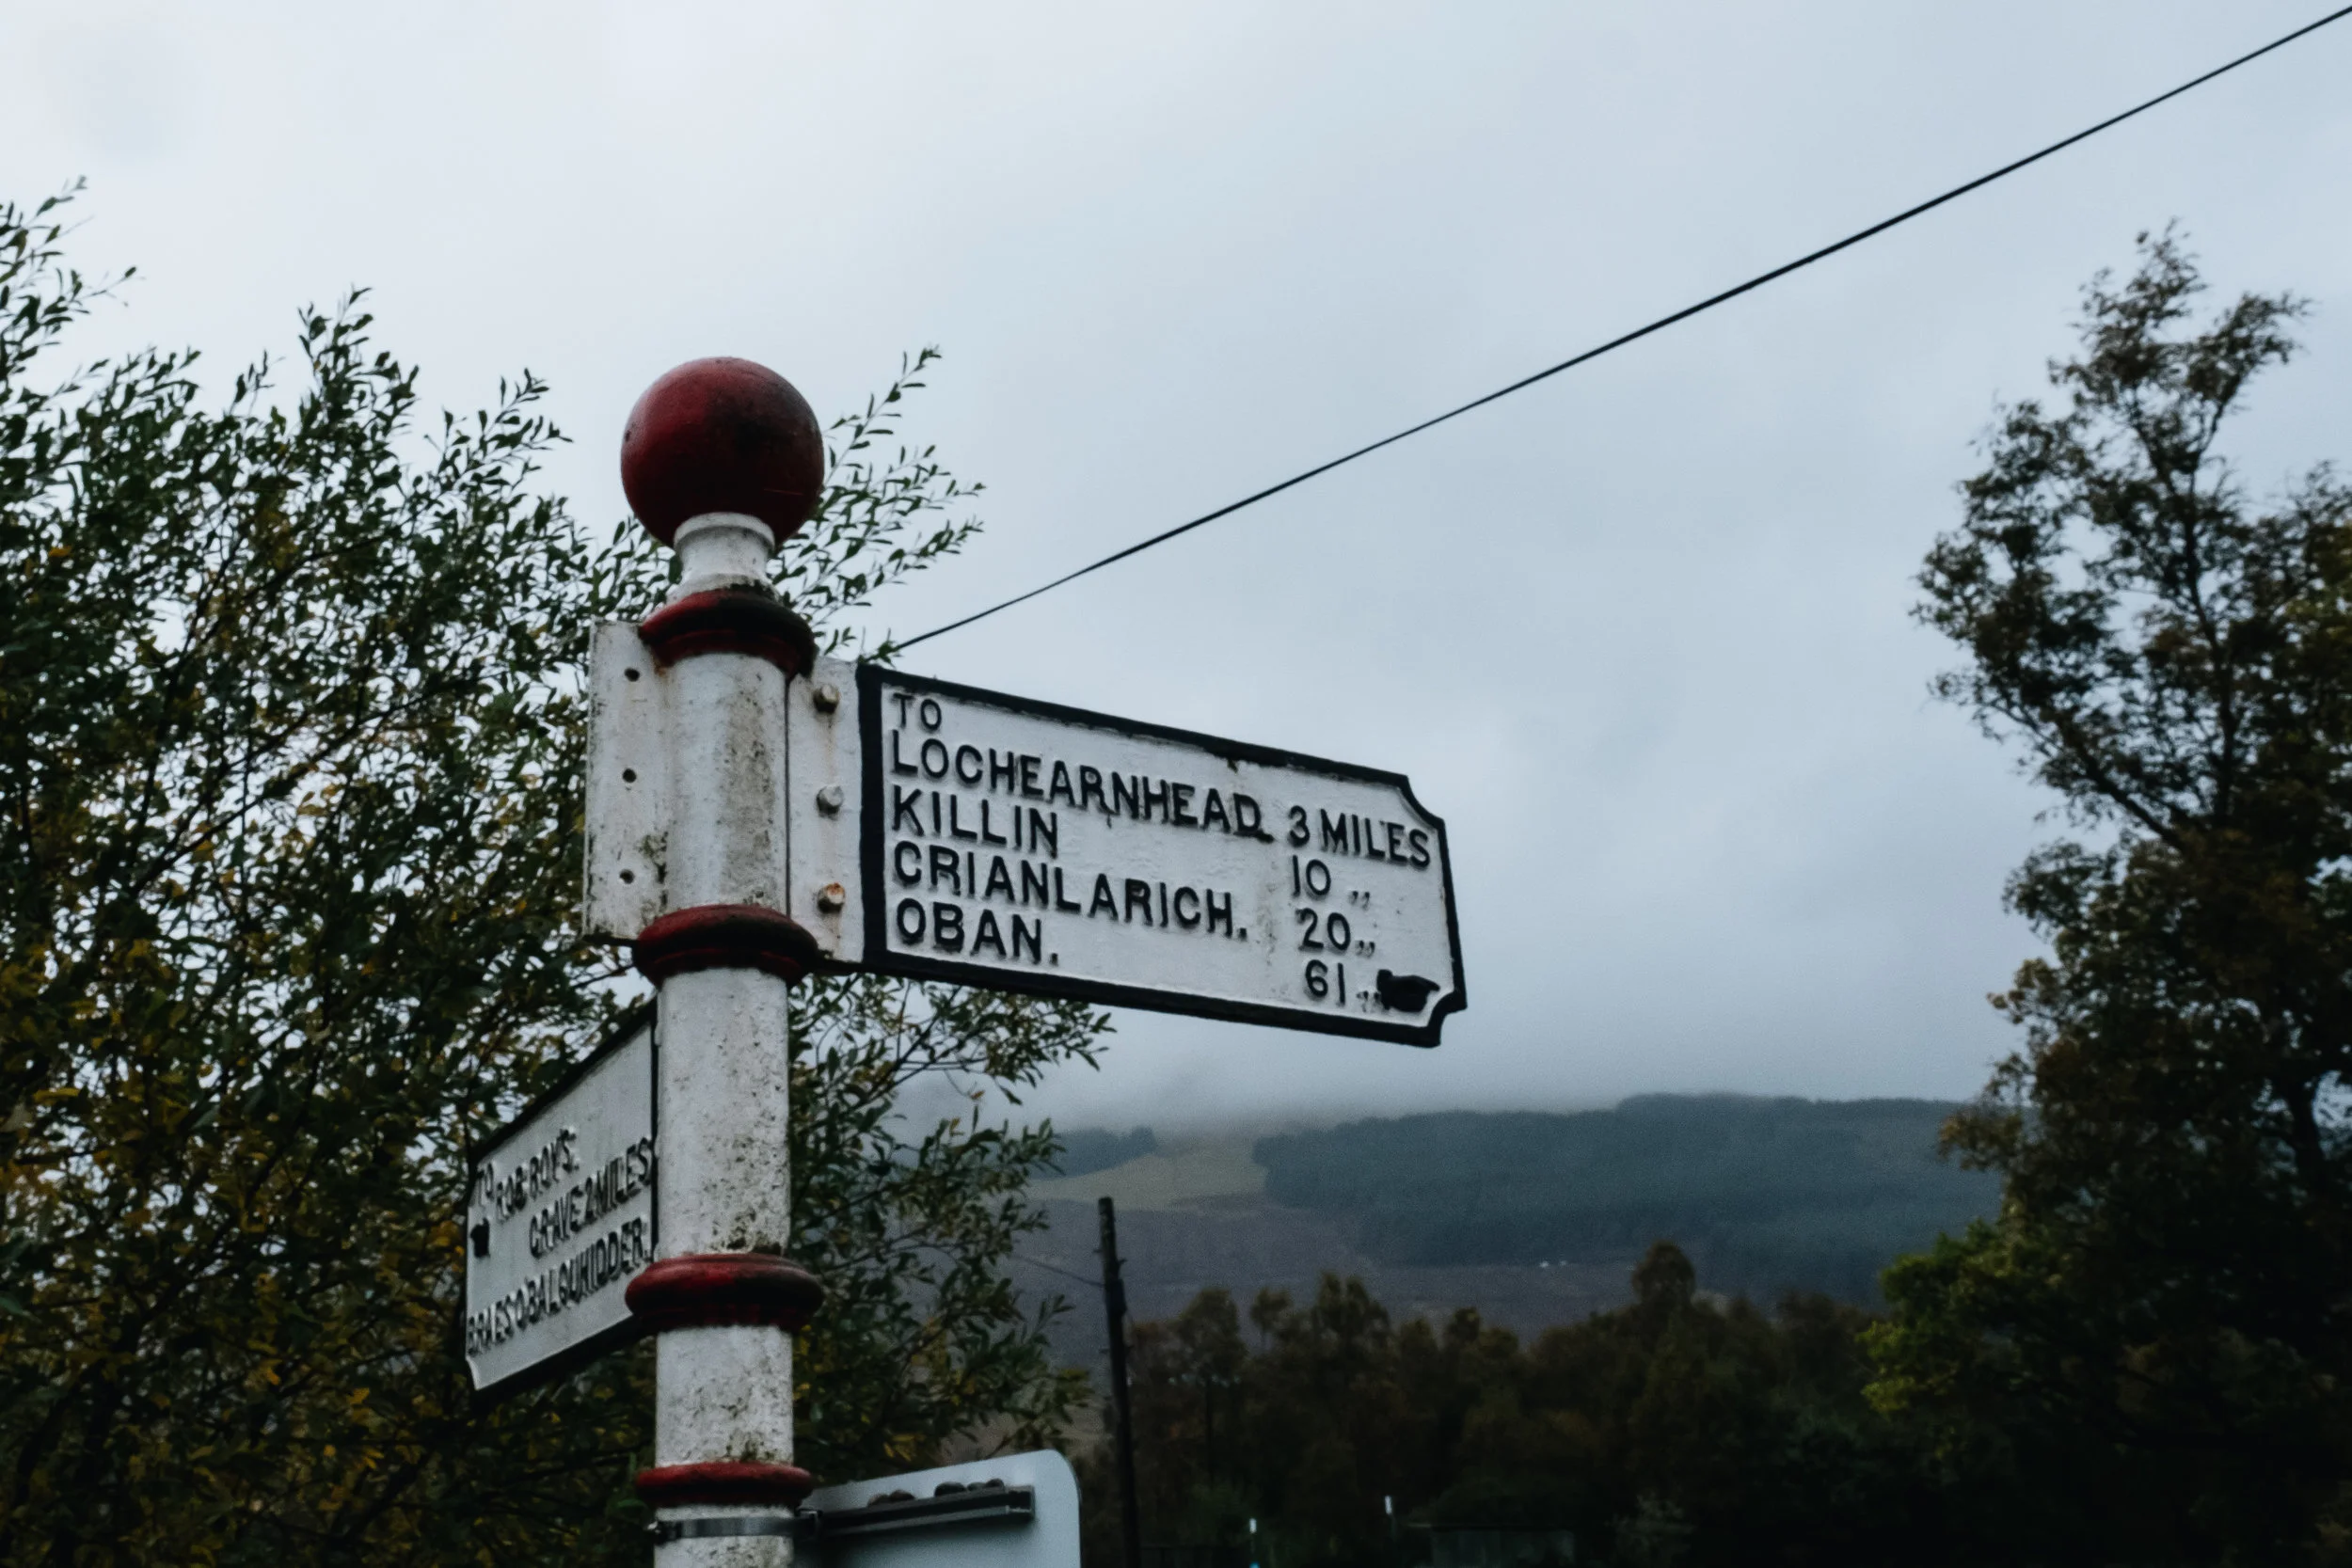 TO
LOCHEARNHEAD. 3 MILES
KILLIN 10 ,,
CRIANLARICH. 20 ,,
OBAN. 61 ,,
TO
ROB ROY'S
GRAVE 2 MILES
BRAES O'BALQUHIDDER.